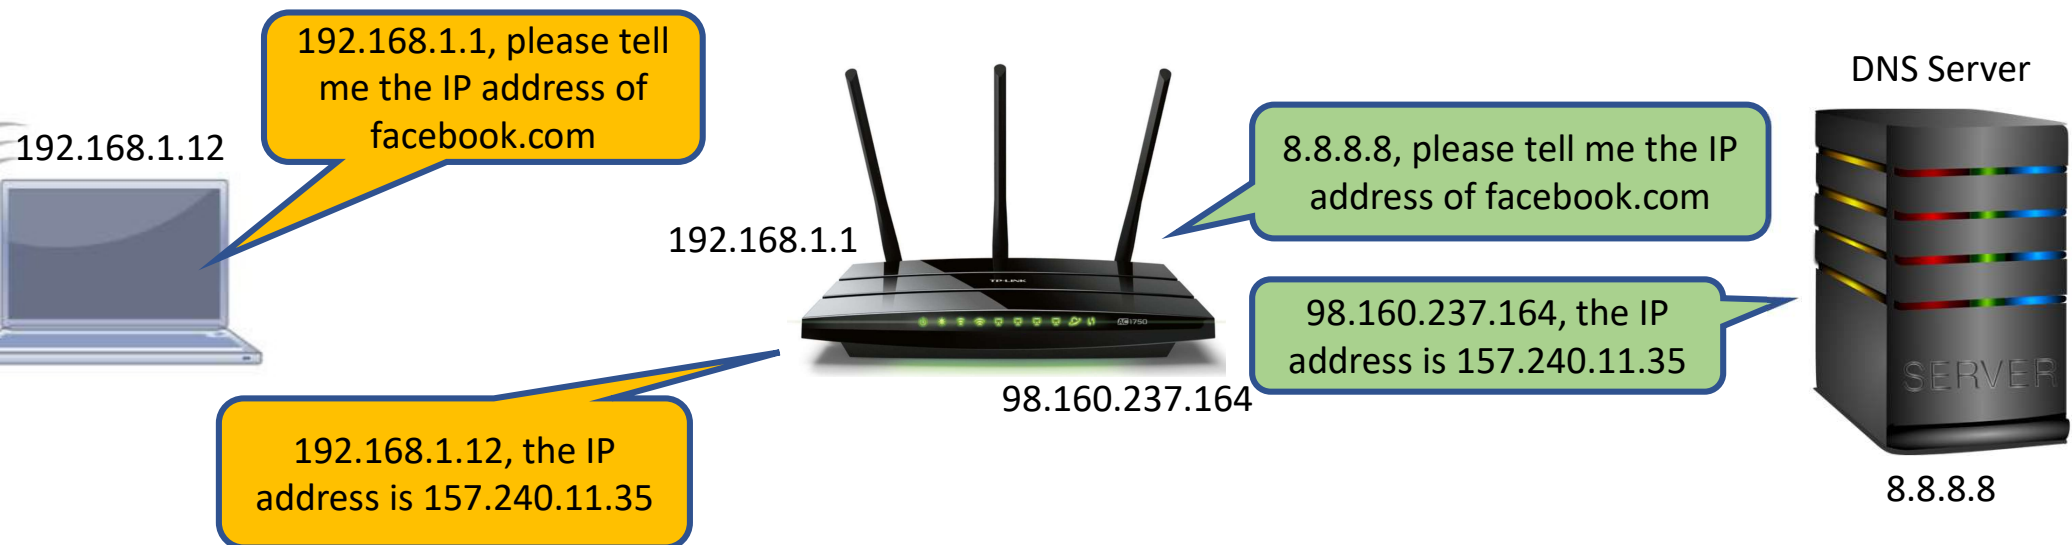 192.168.1.1, please tell
me the IP address of
facebook.com
192.168.1.12
192.168.1.1
TP-LINK
AC1750
98.160.237.164
8.8.8.8, please tell me the IP
address of facebook.com
98.160.237.164, the IP
address is 157.240.11.35
192.168.1.12, the IP
address is 157.240.11.35
DNS Server
SERVER
8.8.8.8